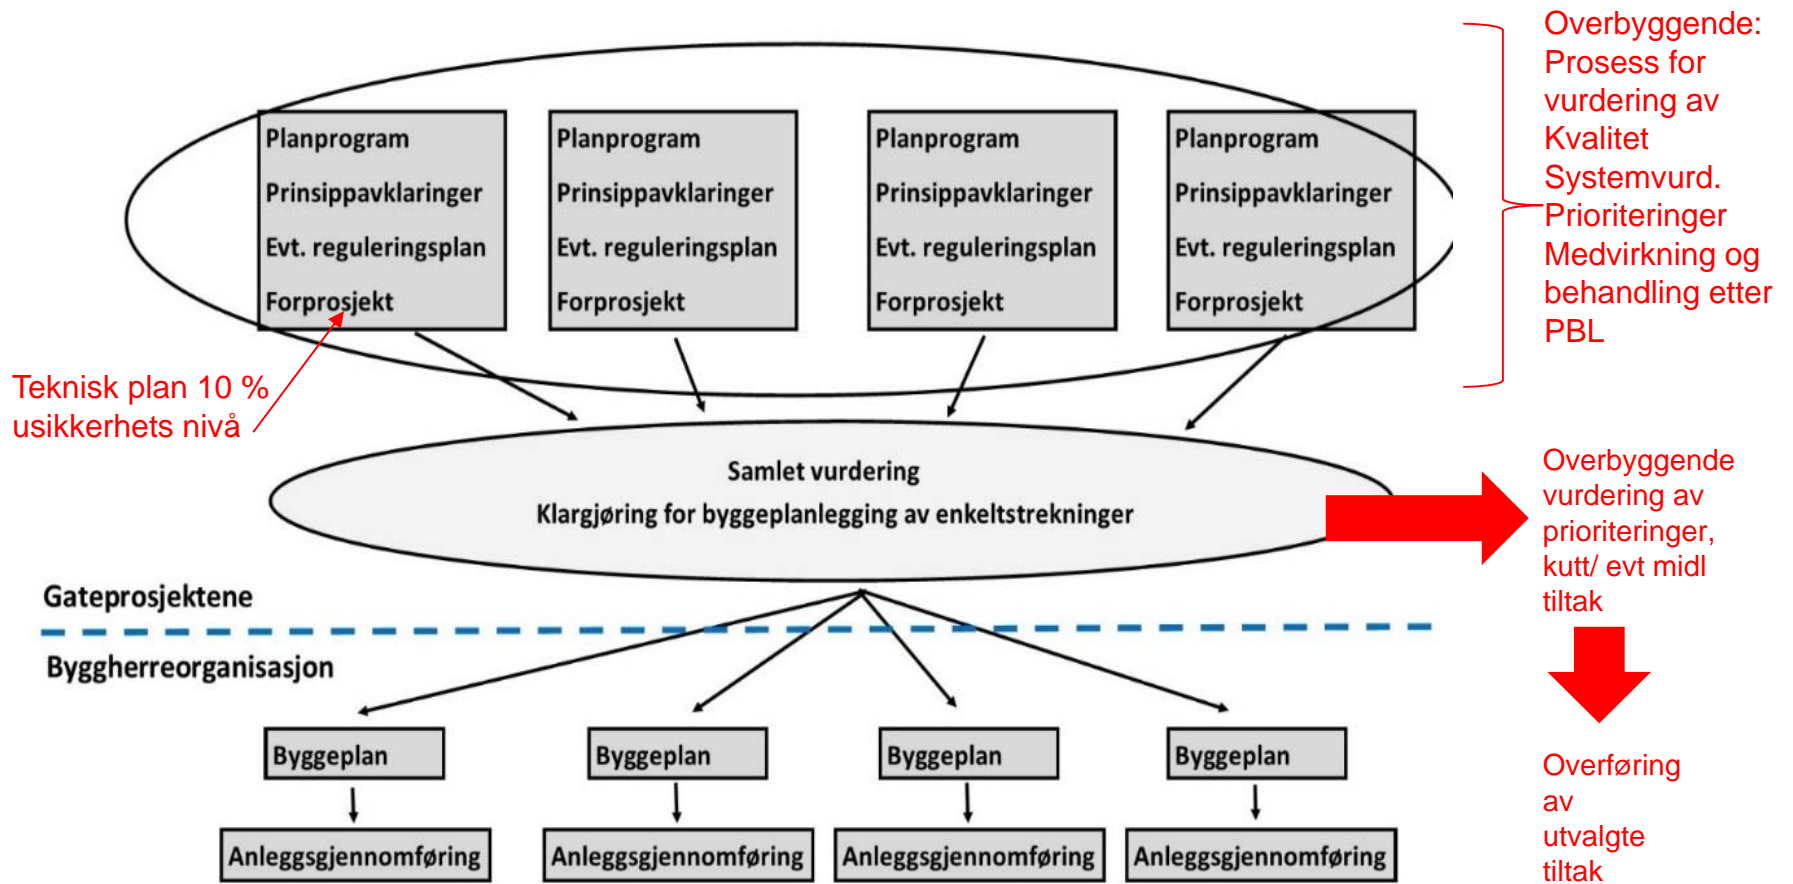 Overbyggende:
Prosess for
vurdering av
Kvalitet
Systemvurd.
Prioriteringer
Medvirkning og
behandling etter
PBL
Planprogram
Prinsippavklaringer
Evt. reguleringsplan
Forprosjekt
Planprogram
Prinsippavklaringer
Evt. reguleringsplan
Forprosjekt
Planprogram
Prinsippavklaringer
Evt. reguleringsplan
Forprosjekt
Planprogram
Prinsippavklaringer
Evt. reguleringsplan
Forprosjekt
Teknisk plan 10 %
usikkerhets nivå
Samlet vurdering
Klargjøring for byggeplanlegging av enkeltstrekninger
Overbyggende
vurdering av
prioriteringer,
kutt/ evt midl
tiltak
Gateprosjektene
Byggherreorganisasjon
Byggeplan
Byggeplan
Byggeplan
Byggeplan
Anleggsgjennomføring
Anleggsgjennomføring
Anleggsgjennomføring
Anleggsgjennomføring
Overføring
av
utvalgte
tiltak